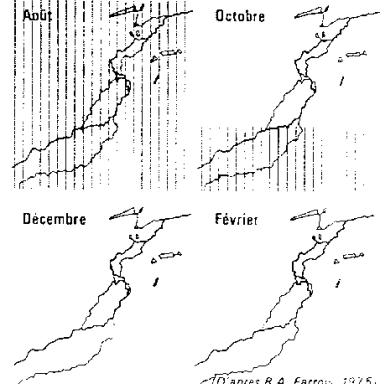 Août
Octobre
Décembre
Février
(D'après R.A. Farrow, 1975)